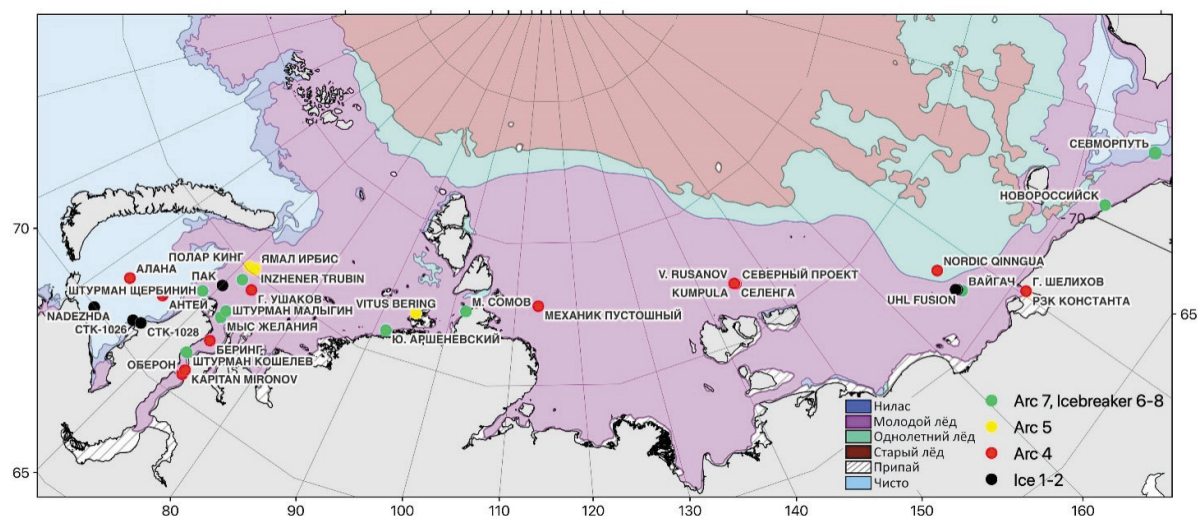 СЕВМОРПУТЬ
НОВОРОССИЙСК
70
70
ПОЛАР КИНГ
ЯМАЛ ИРБИС
АЛАНА
ПАК
INZHENER TRUBIN
ШТУРМАН ЩЕРБИНИН
АНТЕЙ
Г. УШАКОВ
ШТУРМАН МАЛЫГИН
NADEZHDA
СТК-1026
СТК-1028
МЫС ЖЕЛАНИЯ
БЕРИНГ
ОБЕРОН
ШТУРМАН КОШЕЛЕВ
KAPITAN MIRONOV
VITUS BERING
М. СОМОВ
Ю. АРШЕНЕВСКИЙ
МЕХАНИК ПУСТОШНЫЙ
V. RUSANOV
СЕВЕРНЫЙ ПРОЕКТ
KUMPULA
СЕЛЕНГА
NORDIC QINNGUA
ВАЙГАЧ
UHL FUSION
Г. ШЕЛИХОВ
РЗК КОНСТАНТА
65
65
Нилас
Молодой лёд
Однолетний лёд
Старый лёд
Припай
Чисто
Arc 7, Icebreaker 6-8
Arc 5
Arc 4
Ice 1-2
80 90 100 110 120 130 140 150 160